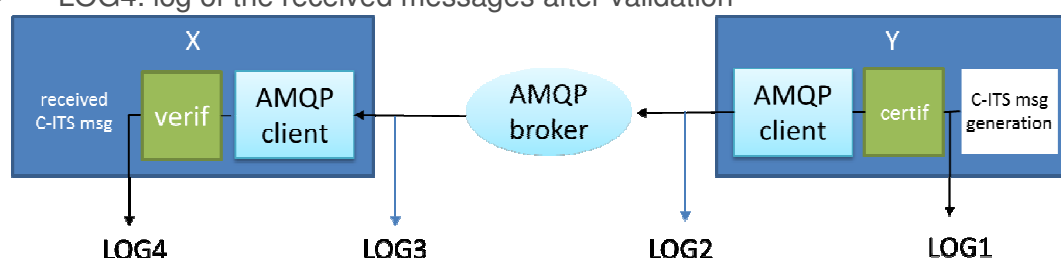 LOG4: log of the received messages after validation
X
Y
received
C-ITS msg
verif
AMQP
client
AMQP
broker
AMQP
client
certif
C-ITS msg
generation
LOG4
LOG3
LOG2
LOG1